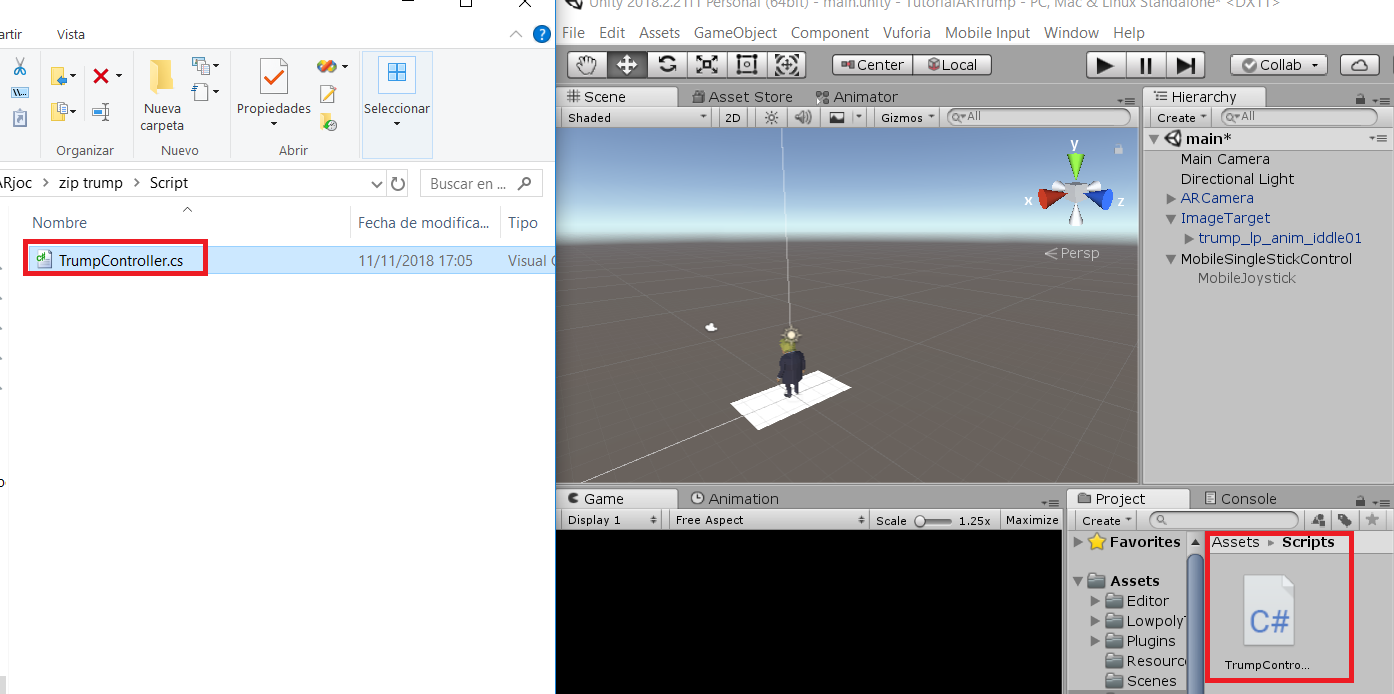 artir
Vista
Nueva
carpeta
Propiedades
Seleccionar
Organizar
Nuevo
Abrir
ARjoc > zip trump > Script
Buscar en ...
Nombre
Fecha de modifica...
Tipo
TrumpController.cs
11/11/2018 17:05
Visual C
Unity 2018.2.21f1 Personal (64bit) - main.unity - TutorialARTrump - PC, Mac & Linux Standalone* <DX11>
File Edit Assets GameObject Component Vuforia Mobile Input Window Help
Center Local
Collab
Scene Asset Store Animator
Shaded 2D Gizmos All
y
x
z
Persp
Hierarchy
Create All
main*
Main Camera
Directional Light
ARCamera
ImageTarget
trump_lp_anim_iddle01
MobileSingleStickControl
MobileJoystick
Game Animation
Display 1 Free Aspect Scale 1.25x Maximize
Project Console
Create
Favorites
Assets
Editor
Lowpoly
Plugins
Resourc
Scenes
Assets Scripts
C#
TrumpContro...